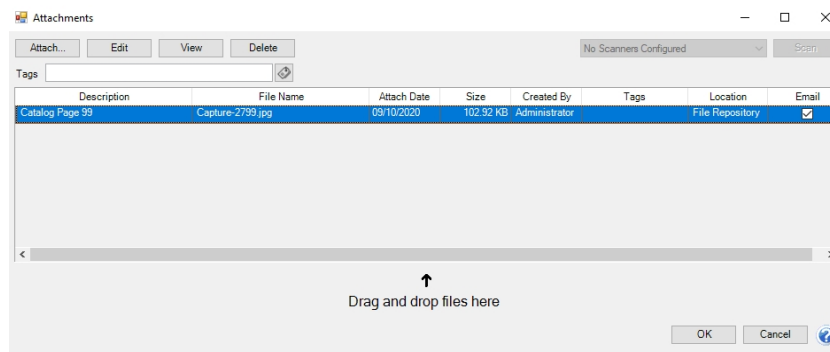 Attachments
Attach... Edit View Delete No Scanners Configured Scan
Tags
Description File Name Attach Date Size Created By Tags Location Email
Catalog Page 99 Capture-2799.jpg 09/10/2020 102.92 KB Administrator File Repository
Drag and drop files here
OK Cancel ?